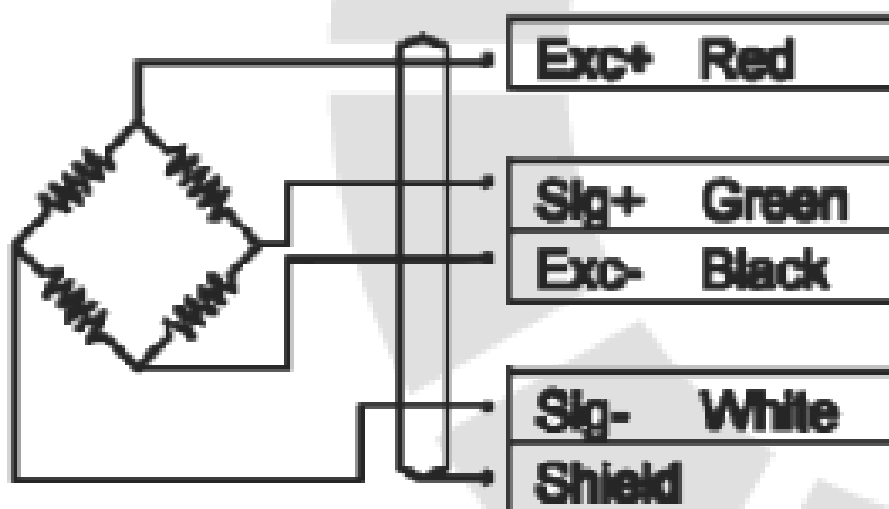 Exc+ Red
Sig+ Green
Exc- Black
Sig- White
Shield